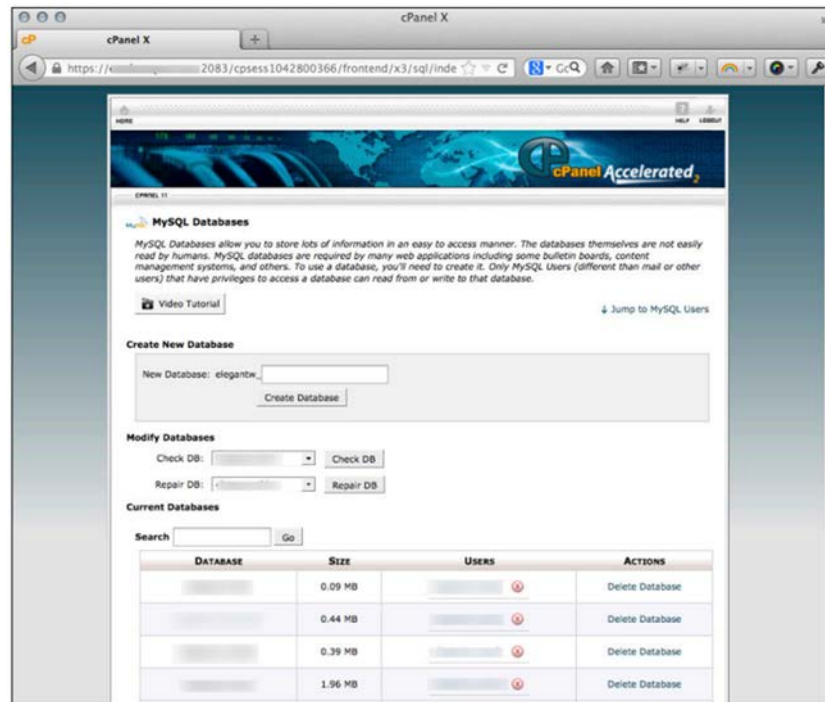 cPanel X
cP cPanel X +
https:// 2083/cpsess1042800366/frontend/x3/sql/inde
HOME HELP LOGOUT
cPanel Accelerated2
CPANEL 11
MySQL Databases
MySQL Databases allow you to store lots of information in an easy to access manner. The databases themselves are not easily
read by humans. MySQL databases are required by many web applications including some bulletin boards, content
management systems, and others. To use a database, you'll need to create it. Only MySQL Users (different than mail or other
users) that have privileges to access a database can read from or write to that database.
Video Tutorial
Jump to MySQL Users
Create New Database
New Database: elegantw_
Create Database
Modify Databases
Check DB: Check DB
Repair DB: Repair DB
Current Databases
Search Go
DATABASE SIZE USERS ACTIONS
0.09 MB Delete Database
0.44 MB Delete Database
0.39 MB Delete Database
1.96 MB Delete Database